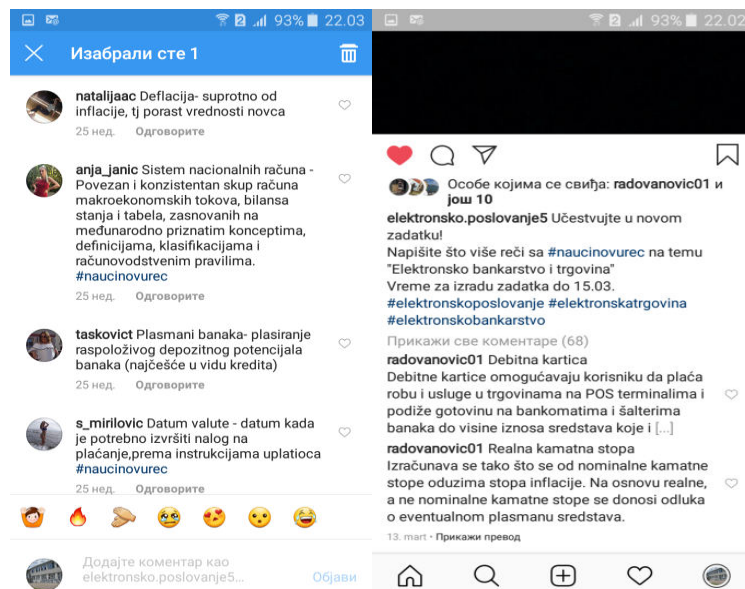 93% 22.03
Изабрали сте 1
natalijaac Deflacija- suprotno od
inflacije, tj porast vrednosti novca
25 нед. Одговорите
anja_janic Sistem nacionalnih računa -
Povezan i konzistentan skup računa
makroekonomskih tokova, bilansa
stanja i tabela, zasnovanih na
međunarodno priznatim konceptima,
definicijama, klasifikacijama i
računovodstvenim pravilima.
#naucinovurec
25 нед. Одговорите
taskovict Plasmani banaka- plasiranje
raspoloživog depozitnog potencijala
banaka (najčešće u vidu kredita)
25 нед. Одговорите
s_mirilovic Datum valute - datum kada
je potrebno izvršiti nalog na
plaćanje,prema instrukcijama uplatioca
#naucinovurec
25 нед. Одговорите
Додајте коментар као
elektronsko.poslovanje5...
Објави
2 93% 22.02
Особе којима се свиђа: radovanovic01 и
још 10
elektronsko.poslovanje5 Učestvujte u novom
zadatku!
Napišite što više reči sa #naucinovurec na temu
"Elektronsko bankarstvo i trgovina"
Vreme za izradu zadatka do 15.03.
#elektronskoposlovanje #elektronskatrgovina
#elektronskobankarstvo
Прикажи све коментаре (68)
radovanovic01 Debitna kartica
Debitne kartice omogućavaju korisniku da plaća
robu i usluge u trgovinama na POS terminalima i
podiže gotovinu na bankomatima i šalterima
banaka do visine iznosa sredstava koje i [...]
radovanovic01 Realna kamatna stopa
Izračunava se tako što se od nominalne kamatne
stope oduzima stopa inflacije. Na osnovu realne,
a ne nominalne kamatne stope se donosi odluka
o eventualnom plasmanu sredstava.
13. mart • Прикажи превод